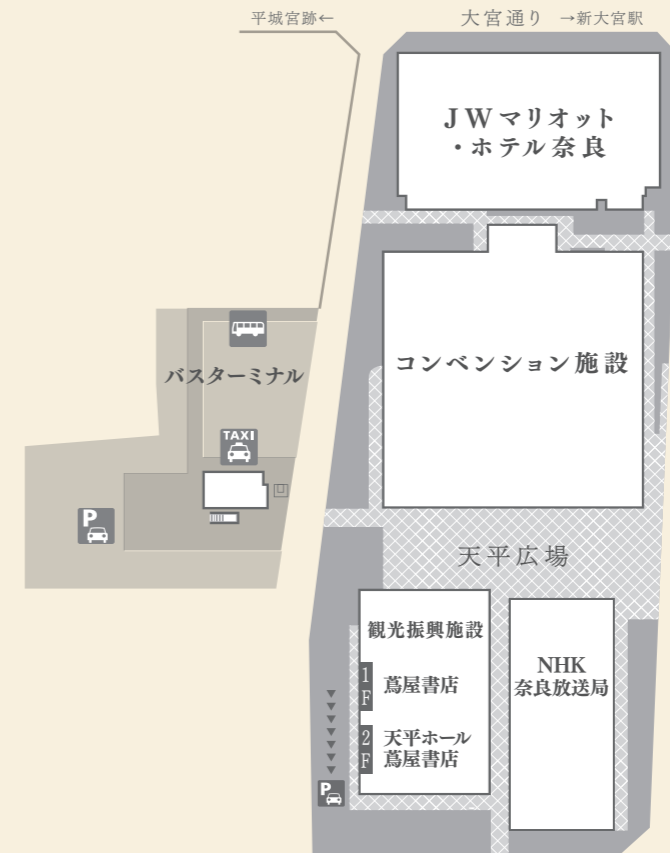 平城宮跡←
大宮通り →新大宮駅
JWマリオット
・ホテル奈良
コンベンション施設
バスターミナル
TAXI
P
天平広場
観光振興施設
1F 蔦屋書店
2F 天平ホール
蔦屋書店
NHK
奈良放送局
P